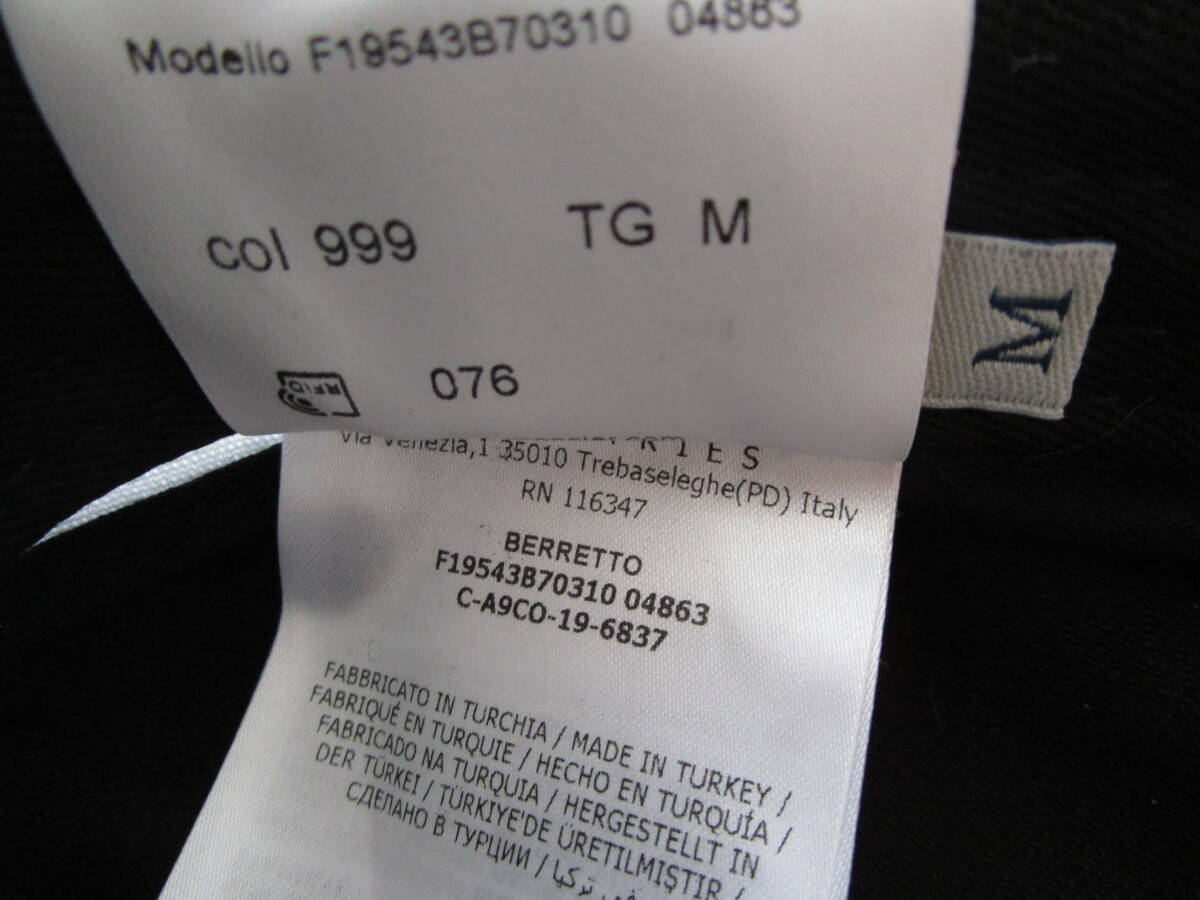 Modello F19543B70310 04863
col 999 TG M
RFID 076
M
R I E S
Via Venezia,1 35010 Trebaseleghe(PD) Italy
RN 116347
BERRETTO
F19543B70310 04863
C-A9CO-19-6837
FABBRICATO IN TURCHIA / MADE IN TURKEY /
FABRIQUÉ EN TURQUIE / HECHO EN TURQUÍA /
FABRICADO NA TURQUIA / HERGESTELLT IN
DER TÜRKEI / TÜRKIYE'DE ÜRETILMIŞTIR /
СДЕЛАНО В ТУРЦИИ / في تركيا